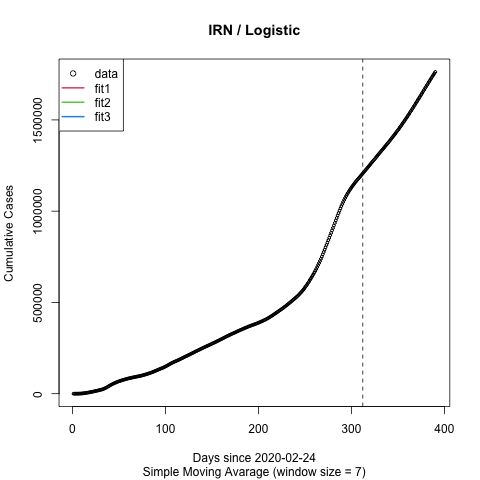 IRN / Logistic
data
fit1
fit2
fit3
Cumulative Cases
1500000
1000000
500000
0
0 100 200 300 400
Days since 2020-02-24
Simple Moving Avarage (window size = 7)